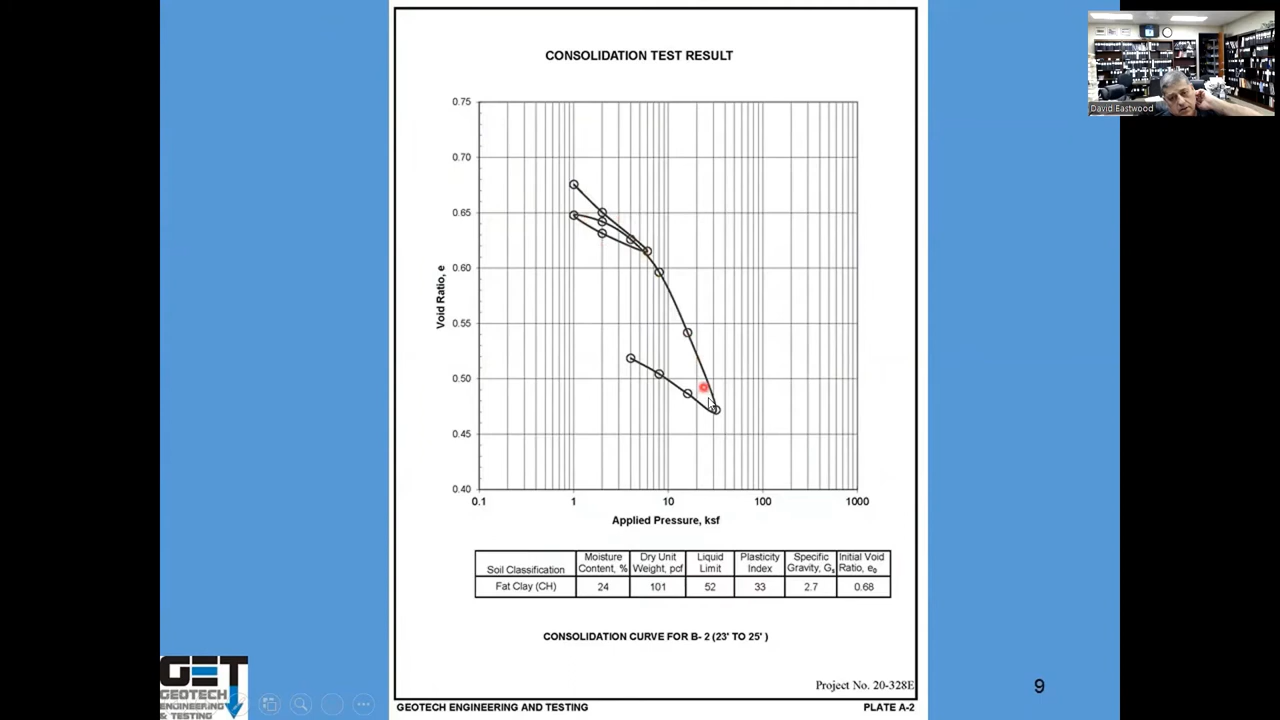 CONSOLIDATION TEST RESULT
David Eastwood
0.75
0.70
0.65
0.60
0.55
0.50
0.45
0.40
Void Ratio, e
0.1 1 10 100 1000
Applied Pressure, ksf
Soil Classification Moisture Content, % Dry Unit Weight, pcf Liquid Limit Plasticity Index Specific Gravity, Gs Initial Void Ratio, e0
Fat Clay (CH) 24 101 52 33 2.7 0.68
CONSOLIDATION CURVE FOR B- 2 (23' TO 25' )
Project No. 20-328E
9
GET
GEOTECH
ENGINEERING
& TESTING
GEOTECH ENGINEERING AND TESTING PLATE A-2